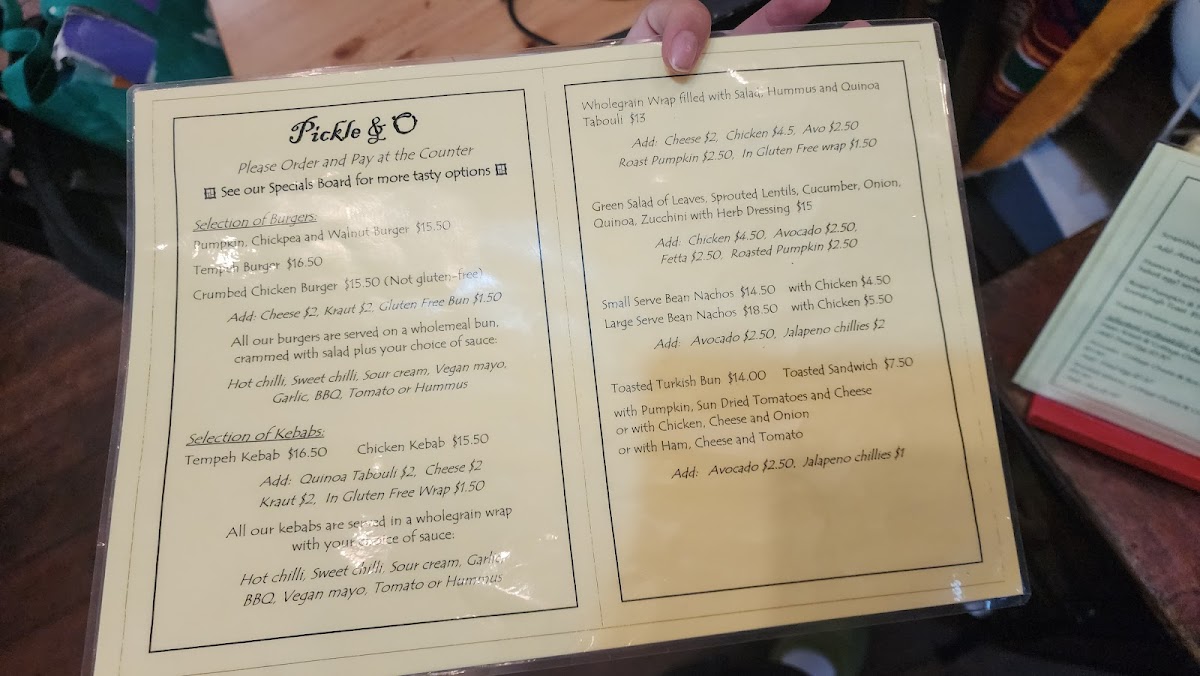 Pickle & O
Please Order and Pay at the Counter
See our Specials Board for more tasty options
Selection of Burgers:
Pumpkin, Chickpea and Walnut Burger $15.50
Tempeh Burger $16.50
Crumbed Chicken Burger $15.50 (Not gluten-free)
Add: Cheese $2, Kraut $2, Gluten Free Bun $1.50
All our burgers are served on a wholemeal bun,
crammed with salad plus your choice of sauce:
Hot chilli, Sweet chilli, Sour cream, Vegan mayo,
Garlic, BBQ, Tomato or Hummus
Selection of Kebabs:
Tempeh Kebab $16.50 Chicken Kebab $15.50
Add: Quinoa Tabouli $2, Cheese $2
Kraut $2, In Gluten Free Wrap $1.50
All our kebabs are served in a wholegrain wrap
with your choice of sauce:
Hot chilli, Sweet chilli, Sour cream, Garlic,
BBQ, Vegan mayo, Tomato or Hummus
Wholegrain Wrap filled with Salad, Hummus and Quinoa
Tabouli $13
Add: Cheese $2, Chicken $4.5, Avo $2.50
Roast Pumpkin $2.50, In Gluten Free wrap $1.50
Green Salad of Leaves, Sprouted Lentils, Cucumber, Onion,
Quinoa, Zucchini with Herb Dressing $15
Add: Chicken $4.50, Avocado $2.50,
Fetta $2.50, Roasted Pumpkin $2.50
Small Serve Bean Nachos $14.50 with Chicken $4.50
Large Serve Bean Nachos $18.50 with Chicken $5.50
Add: Avocado $2.50, Jalapeno chillies $2
Toasted Turkish Bun $14.00 Toasted Sandwich $7.50
with Pumpkin, Sun Dried Tomatoes and Cheese
or with Chicken, Cheese and Onion
or with Ham, Cheese and Tomato
Add: Avocado $2.50, Jalapeno chillies $1